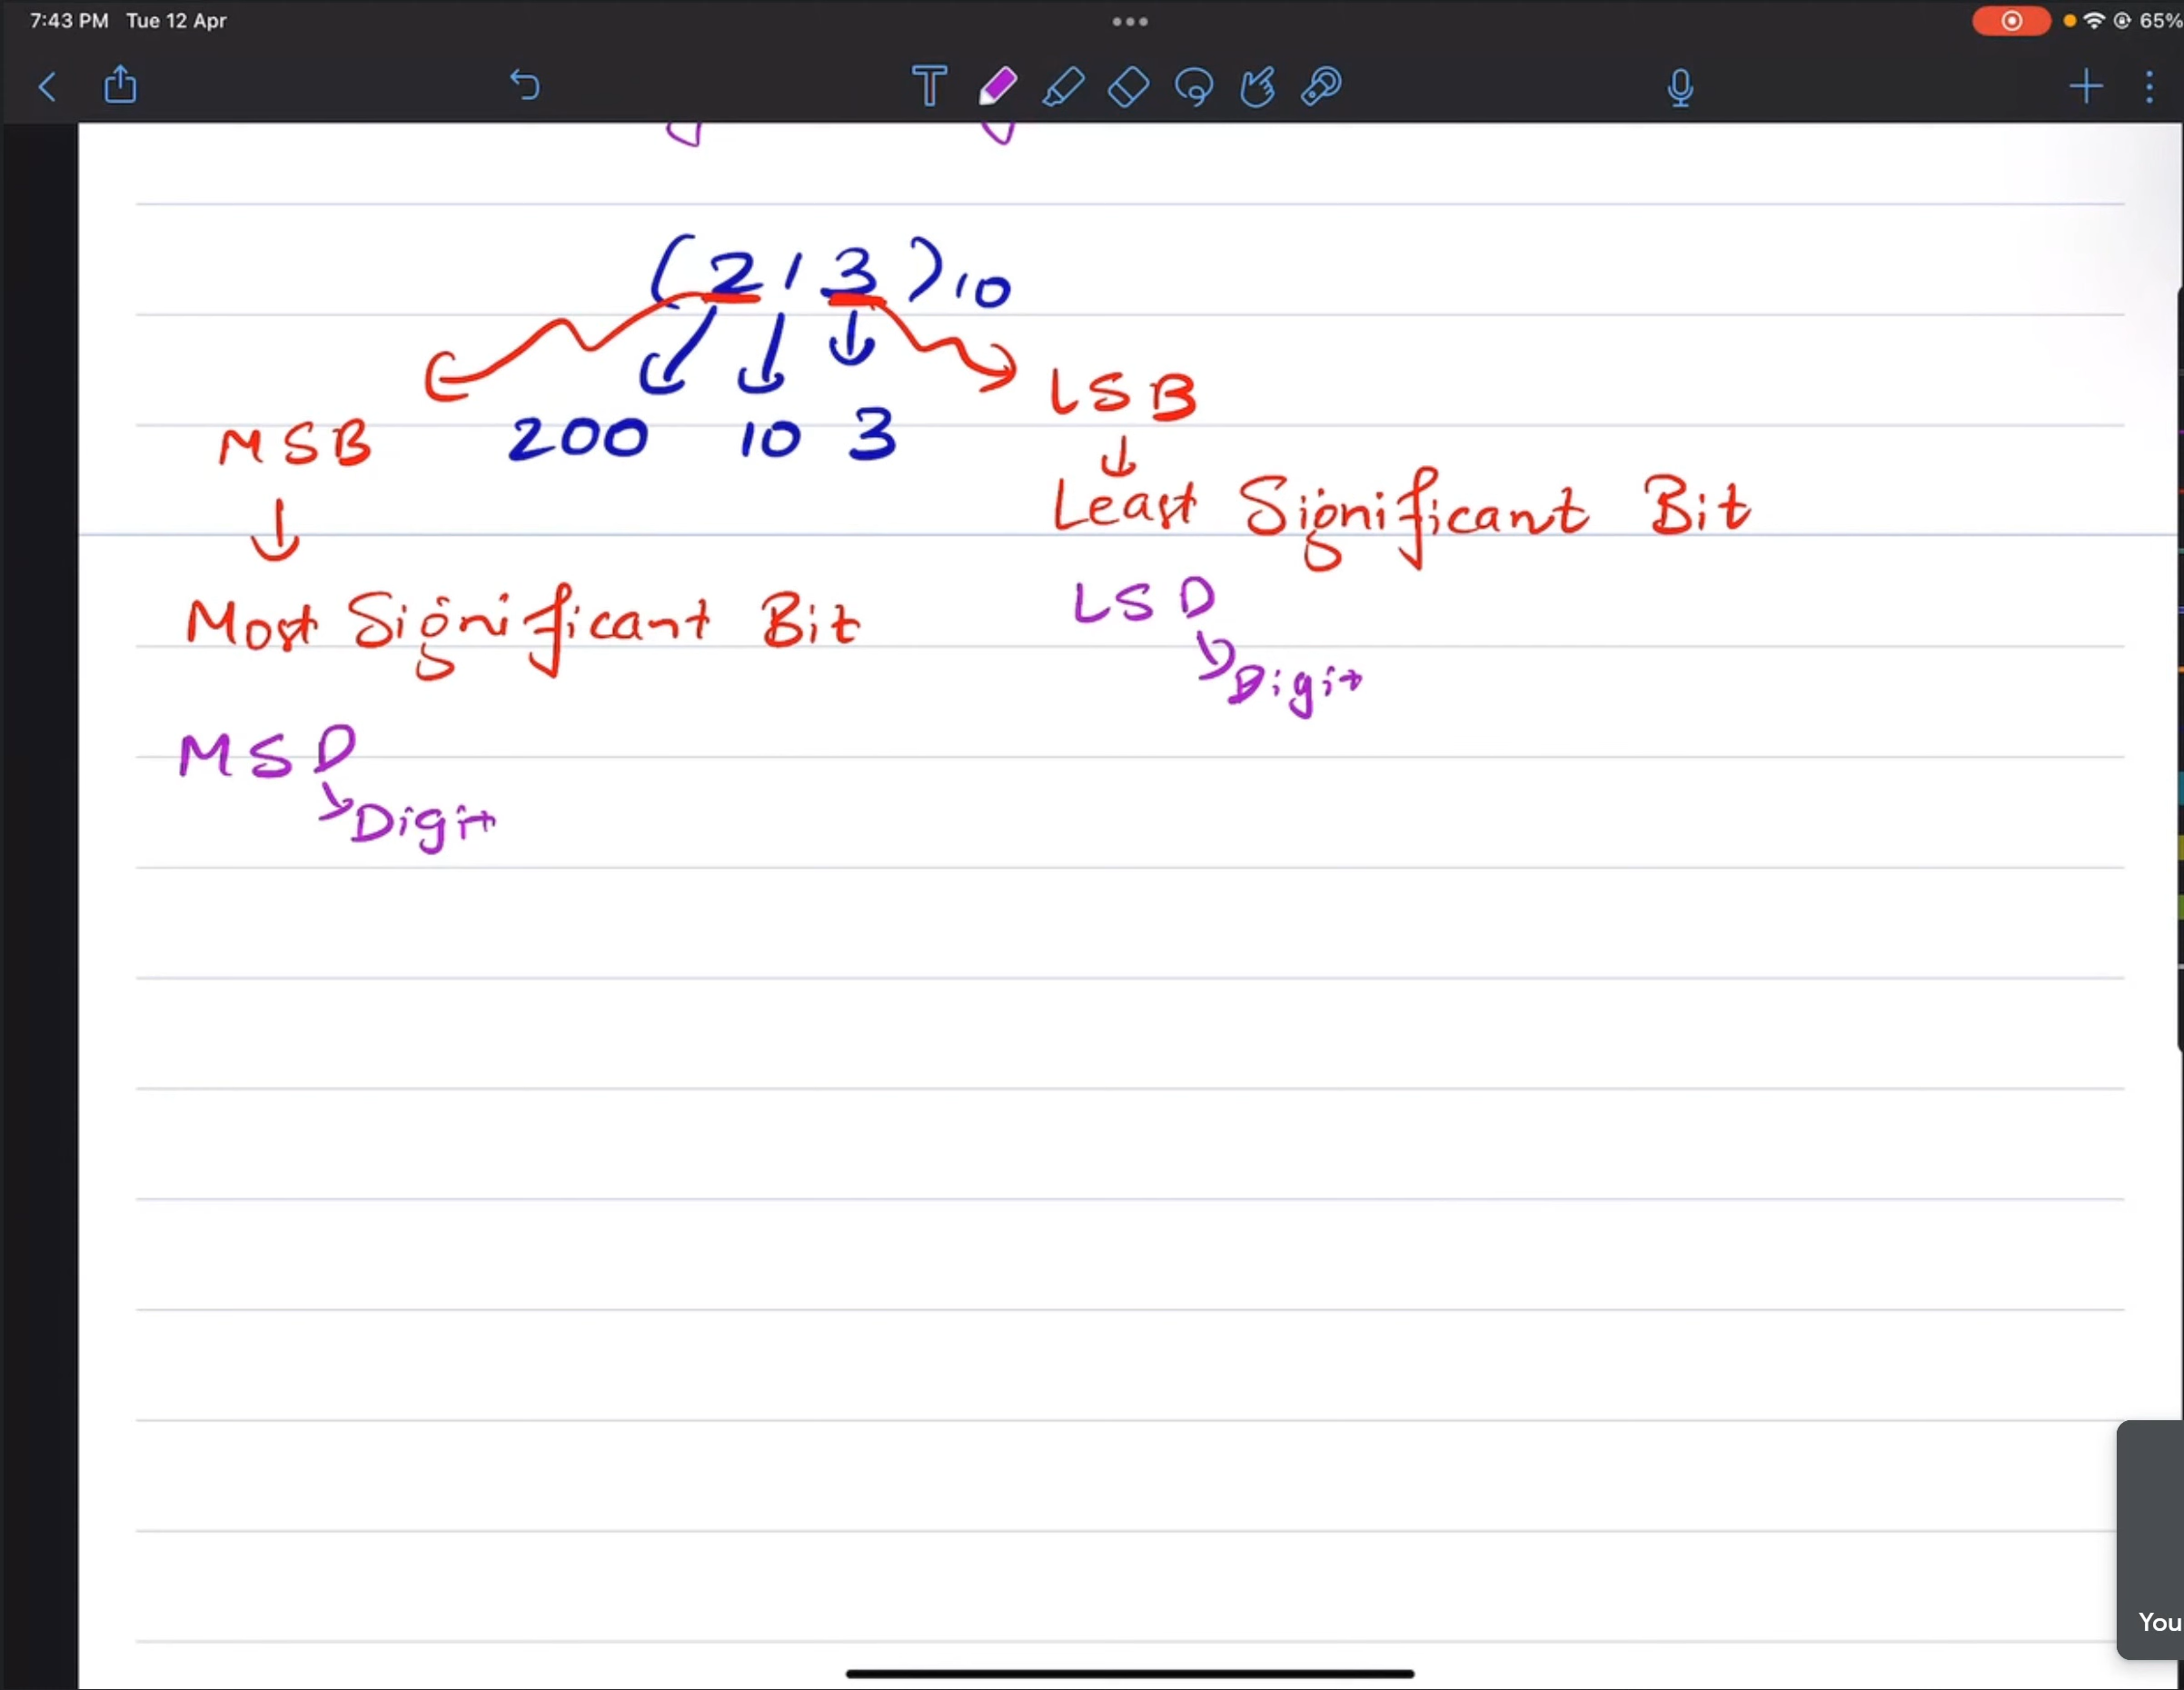 7:43 PM Tue 12 Apr
65%
(213)10
200 10 3
MSB
LSB
Least Significant Bit
Most Significant Bit
LSD
Digit
MSD
Digit
You